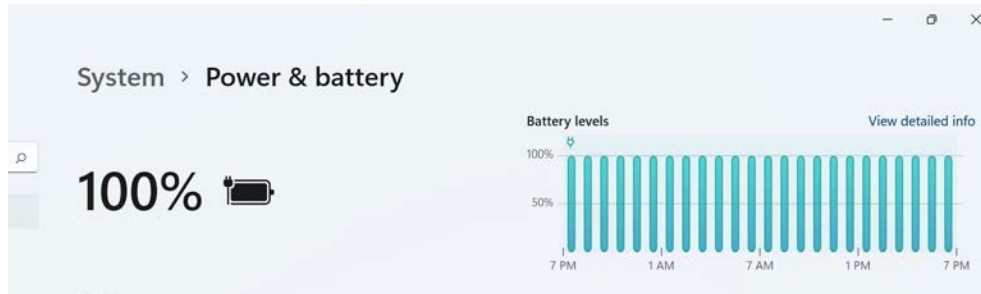 System > Power & battery
Battery levels
View detailed info
100%
100%
50%
7 PM
1 AM
7 AM
1 PM
7 PM